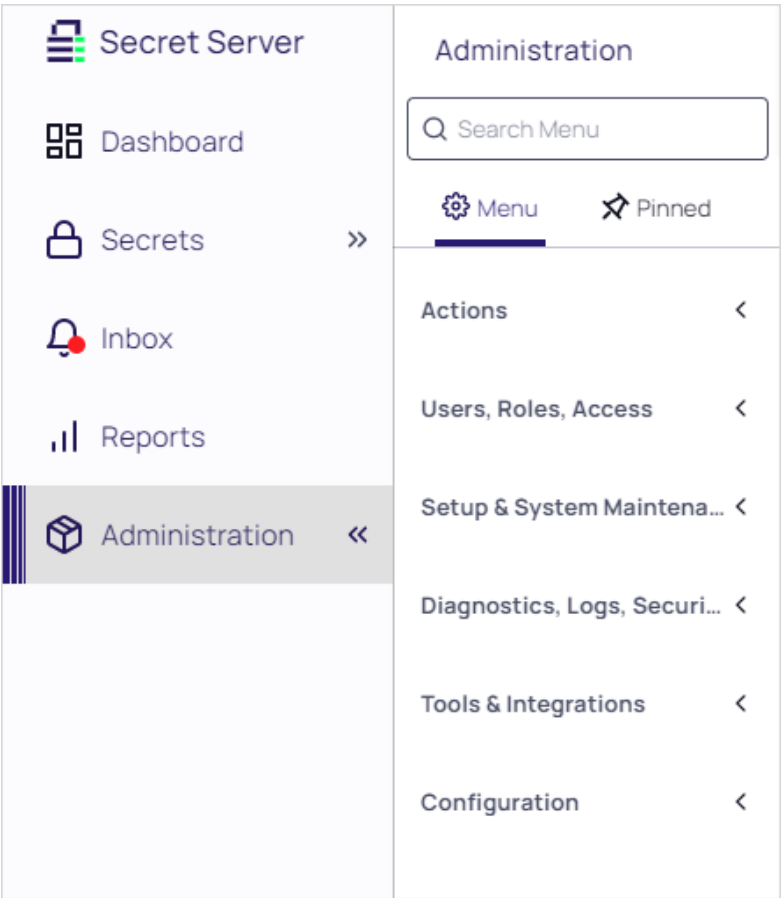 Secret Server
Dashboard
Secrets
Inbox
Reports
Administration
Administration
Search Menu
Menu
Pinned
Actions
Users, Roles, Access
Setup & System Maintena...
Diagnostics, Logs, Securi...
Tools & Integrations
Configuration